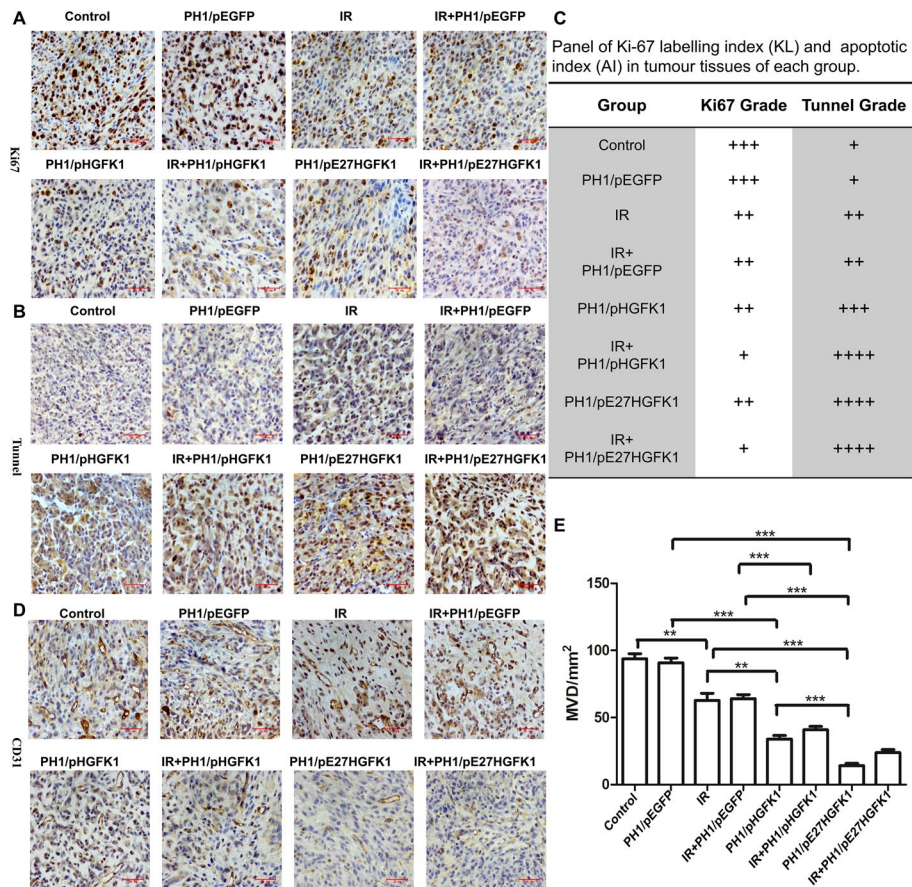 A
Control PH1/pEGFP IR IR+PH1/pEGFP
Ki67
PH1/pHGFK1 IR+PH1/pHGFK1 PH1/pE27HGFK1 IR+PH1/pE27HGFK1
B
Control PH1/pEGFP IR IR+PH1/pEGFP
Tunnel
PH1/pHGFK1 IR+PH1/pHGFK1 PH1/pE27HGFK1 IR+PH1/pE27HGFK1
D
Control PH1/pEGFP IR IR+PH1/pEGFP
CD31
PH1/pHGFK1 IR+PH1/pHGFK1 PH1/pE27HGFK1 IR+PH1/pE27HGFK1
C
Panel of Ki-67 labelling index (KL) and apoptotic
index (AI) in tumour tissues of each group.
Group Ki67 Grade Tunnel Grade
Control +++ +
PH1/pEGFP +++ +
IR ++ ++
IR+
PH1/pEGFP ++ ++
PH1/pHGFK1 ++ +++
IR+
PH1/pHGFK1 + ++++
PH1/pE27HGFK1 ++ ++++
IR+
PH1/pE27HGFK1 + ++++
E
***
***
***
***
**
***
**
***
150
100
50
0
MVD/mm²
Control
PH1/pEGFP
IR
IR+PH1/pEGFP
PH1/pHGFK1
IR+PH1/pHGFK1
PH1/pE27HGFK1
IR+PH1/pE27HGFK1